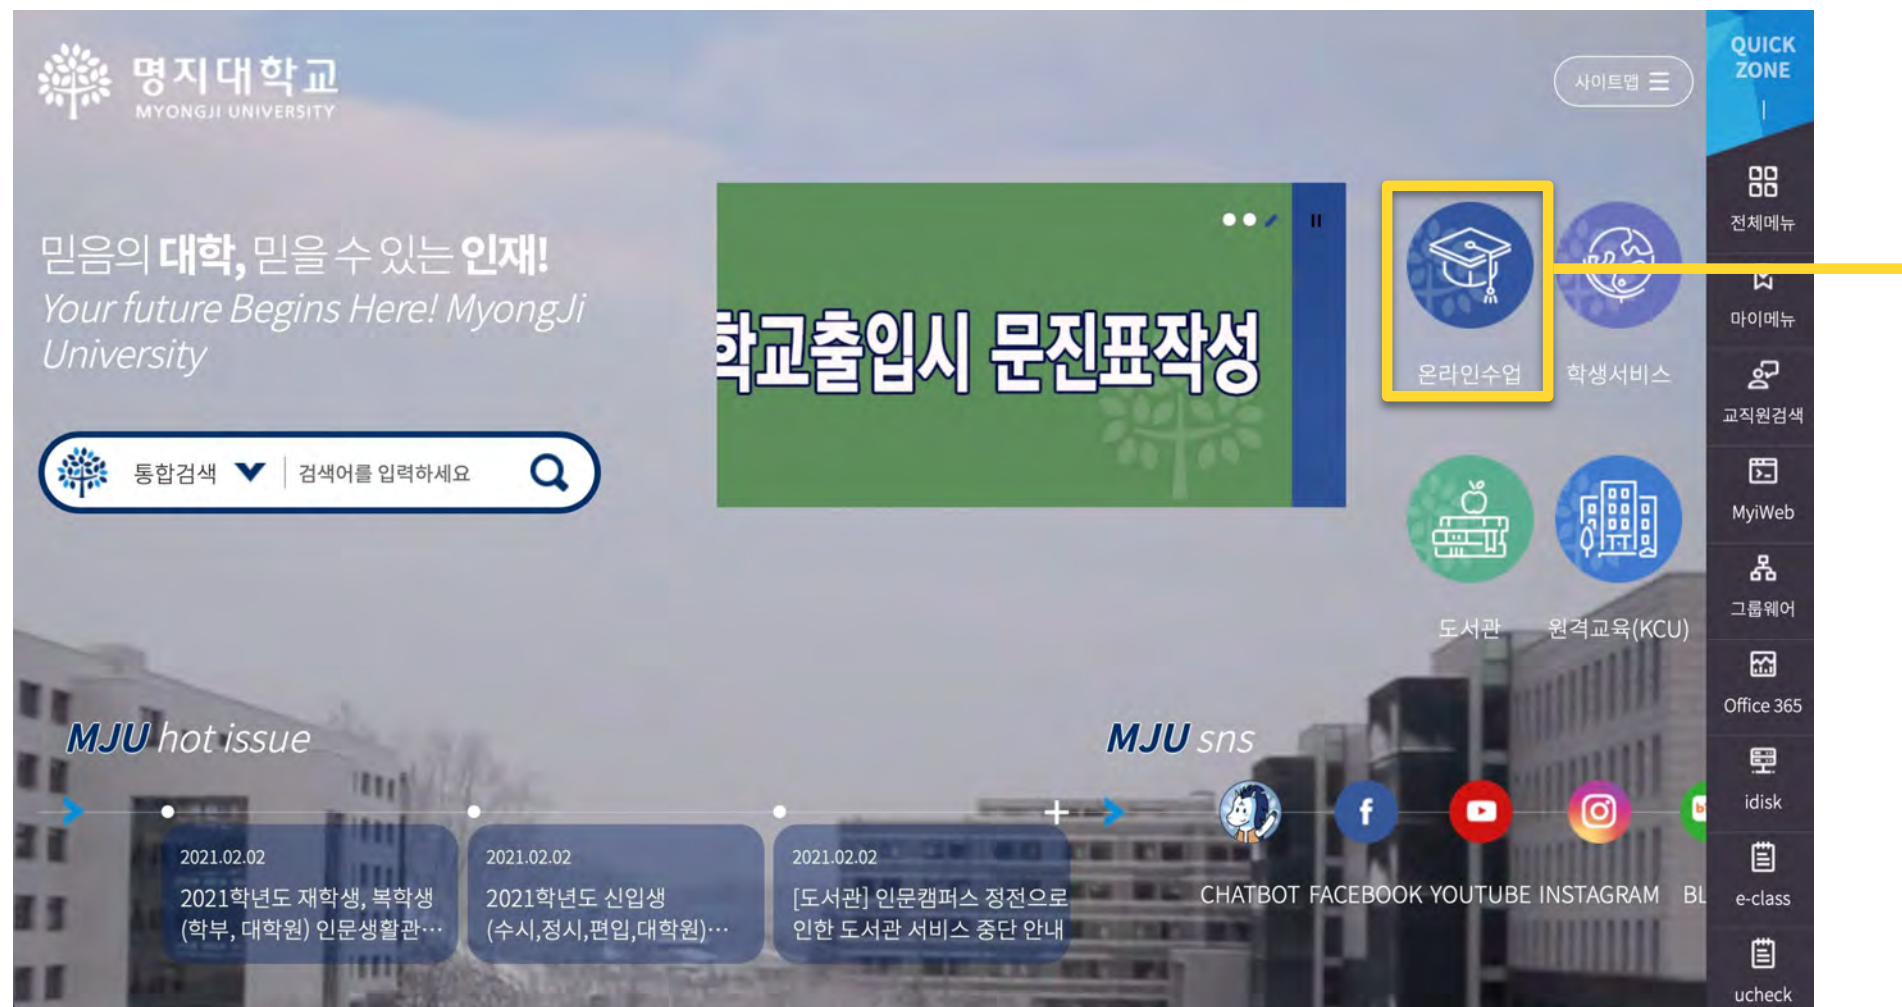 명지대학교
MYONGJI UNIVERSITY
사이트맵
QUICK
ZONE
믿음의 대학, 믿을 수 있는 인재!
Your future Begins Here! MyongJi
University
통합검색
검색어를 입력하세요
학교출입시 문진표작성
온라인수업
학생서비스
도서관
원격교육(KCU)
전체메뉴
마이메뉴
교직원검색
MyiWeb
그룹웨어
Office 365
idisk
e-class
ucheck
MJU hot issue
2021.02.02
2021학년도 재학생, 복학생
(학부, 대학원) 인문생활관…
2021.02.02
2021학년도 신입생
(수시,정시,편입,대학원)…
2021.02.02
[도서관] 인문캠퍼스 정전으로
인한 도서관 서비스 중단 안내
MJU sns
CHATBOT
FACEBOOK
YOUTUBE
INSTAGRAM
BL